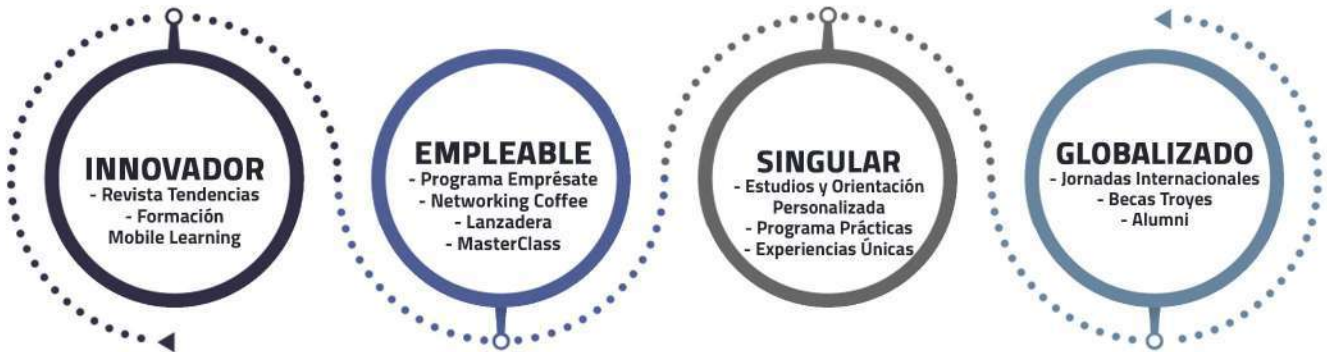 INNOVADOR
- Revista Tendencias
- Formación
Mobile Learning
EMPLEABLE
- Programa Emprésate
- Networking Coffee
- Lanzadera
- MasterClass
SINGULAR
- Estudios y Orientación
Personalizada
- Programa Prácticas
- Experiencias Únicas
GLOBALIZADO
- Jornadas Internacionales
- Becas Troyes
- Alumni